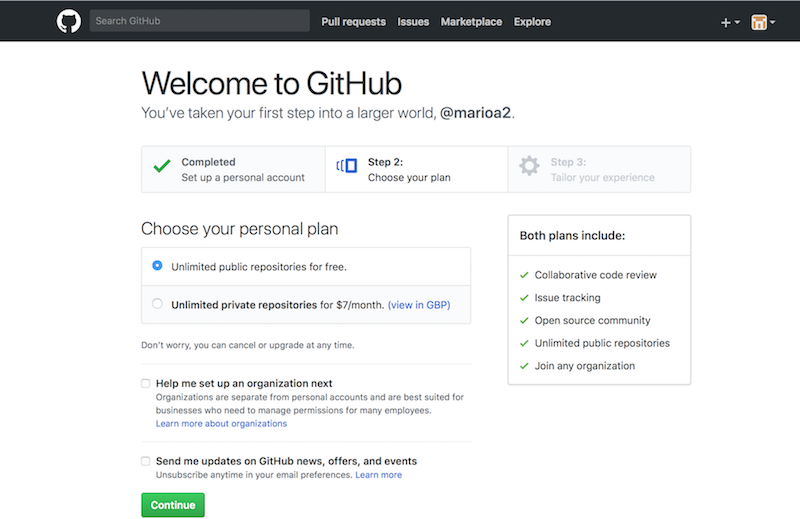 Search GitHub
Pull requests
Issues
Marketplace
Explore
Welcome to GitHub
You've taken your first step into a larger world, @marioa2.
Completed
Set up a personal account
Step 2:
Choose your plan
Step 3:
Tailor your experience
Choose your personal plan
Unlimited public repositories for free.
Unlimited private repositories for $7/month. (view in GBP)
Don't worry, you can cancel or upgrade at any time.
Help me set up an organization next
Organizations are separate from personal accounts and are best suited for
businesses who need to manage permissions for many employees.
Learn more about organizations
Send me updates on GitHub news, offers, and events
Unsubscribe anytime in your email preferences. Learn more
Continue
Both plans include:
Collaborative code review
Issue tracking
Open source community
Unlimited public repositories
Join any organization